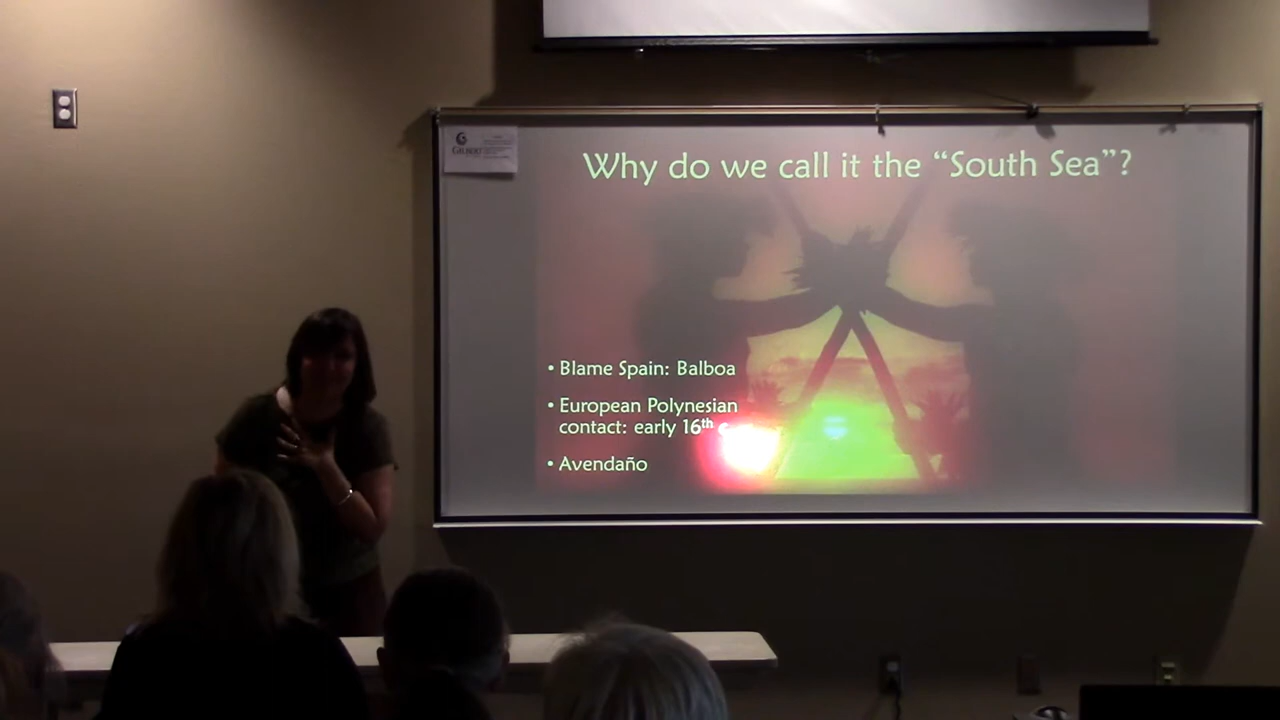 Why do we call it the “South Sea”?
• Blame Spain: Balboa
• European Polynesian
contact: early 16th c
• Avendaño